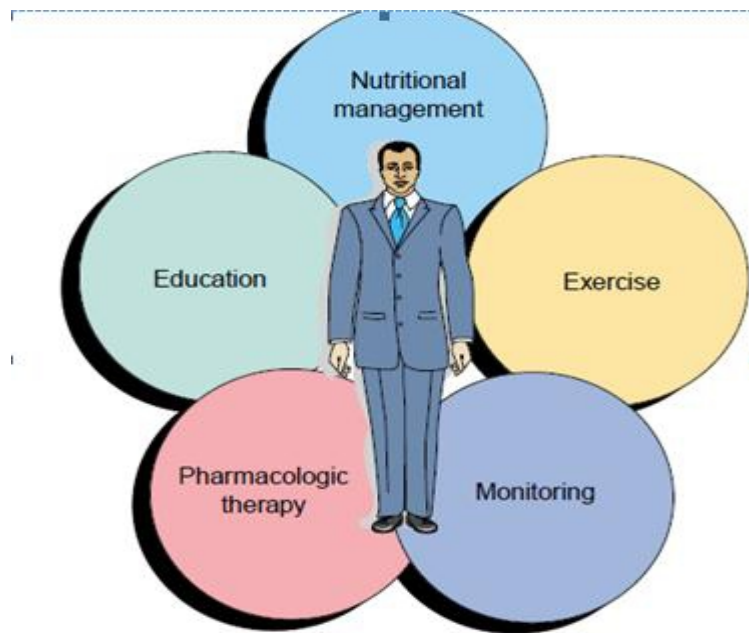 Nutritional
management
Education
Exercise
Pharmacologic
therapy
Monitoring